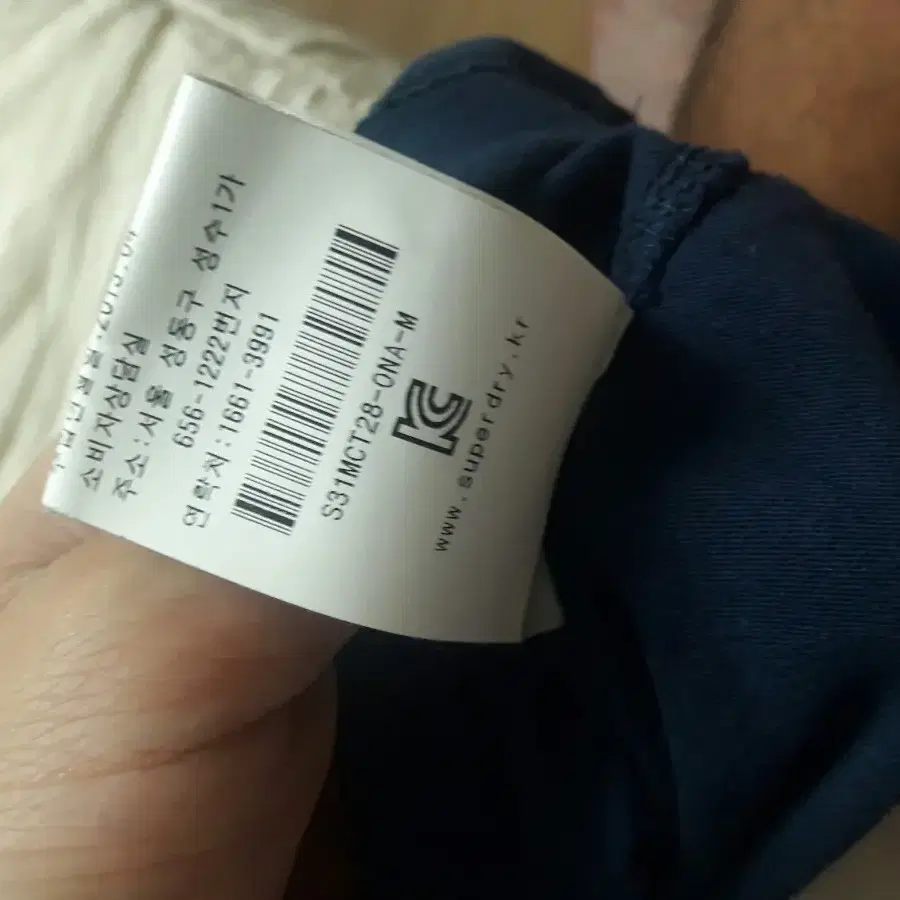 소비자상담실
주소:서울 성동구 성수1가
656-1222번지
연락처:1661-3991
S31MCT28-0NA-M
www.superdry.kr